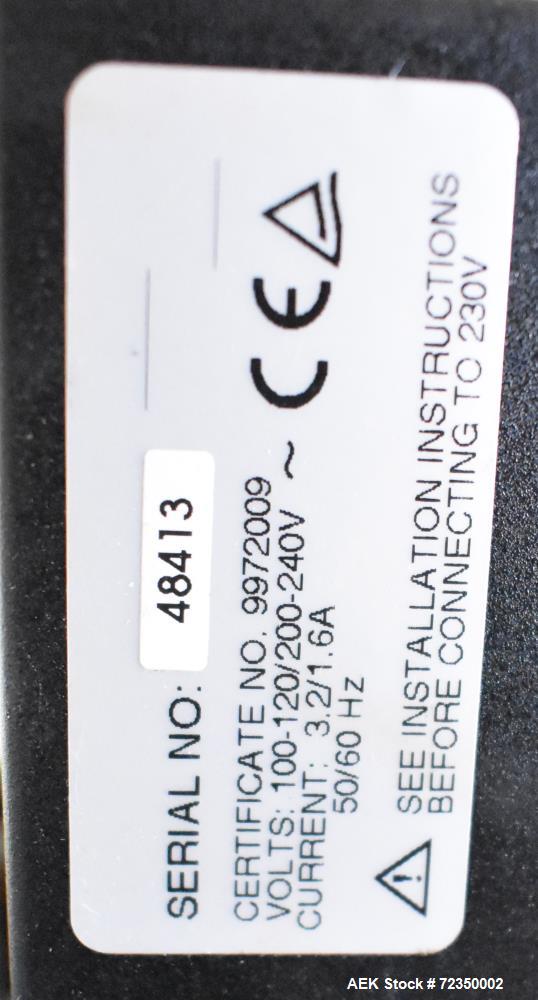 SERIAL NO: 48413
CERTIFICATE NO. 9972009
VOLTS: 100-120/200-240V ~
CURRENT: 3.2/1.6A
50/60 Hz
CE
SEE INSTALLATION INSTRUCTIONS
BEFORE CONNECTING TO 230V
AEK Stock # 72350002